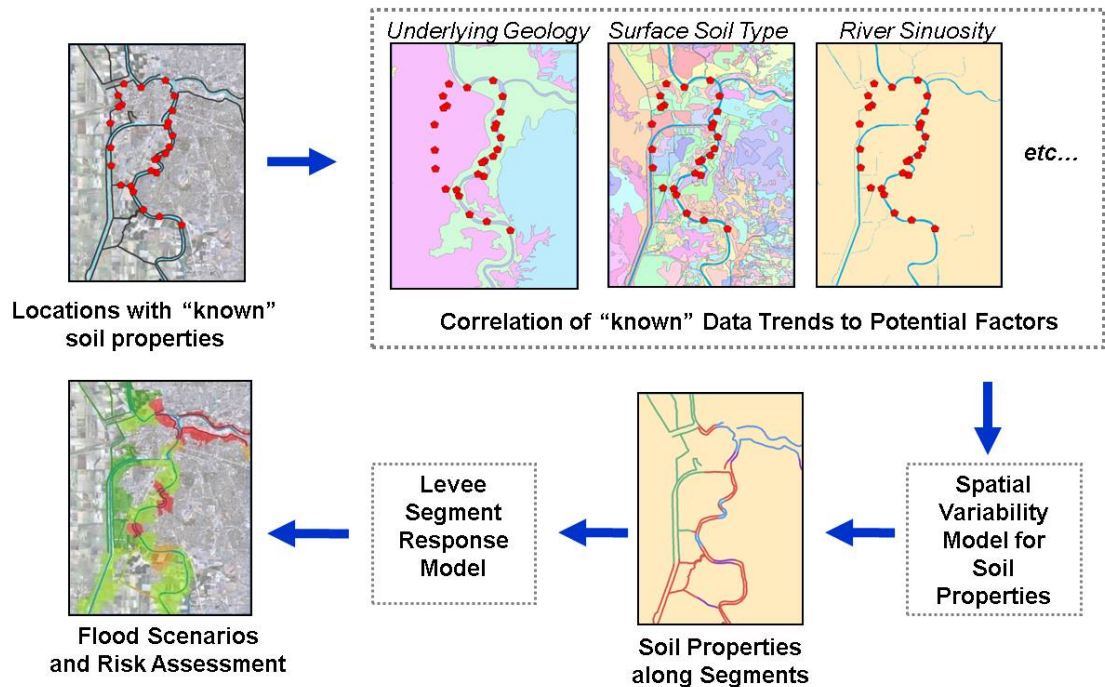 Underlying Geology
Surface Soil Type
River Sinuosity
etc…
Locations with “known”
soil properties
Correlation of “known” Data Trends to Potential Factors
Spatial
Variability
Model for
Soil
Properties
Soil Properties
along Segments
Levee
Segment
Response
Model
Flood Scenarios
and Risk Assessment